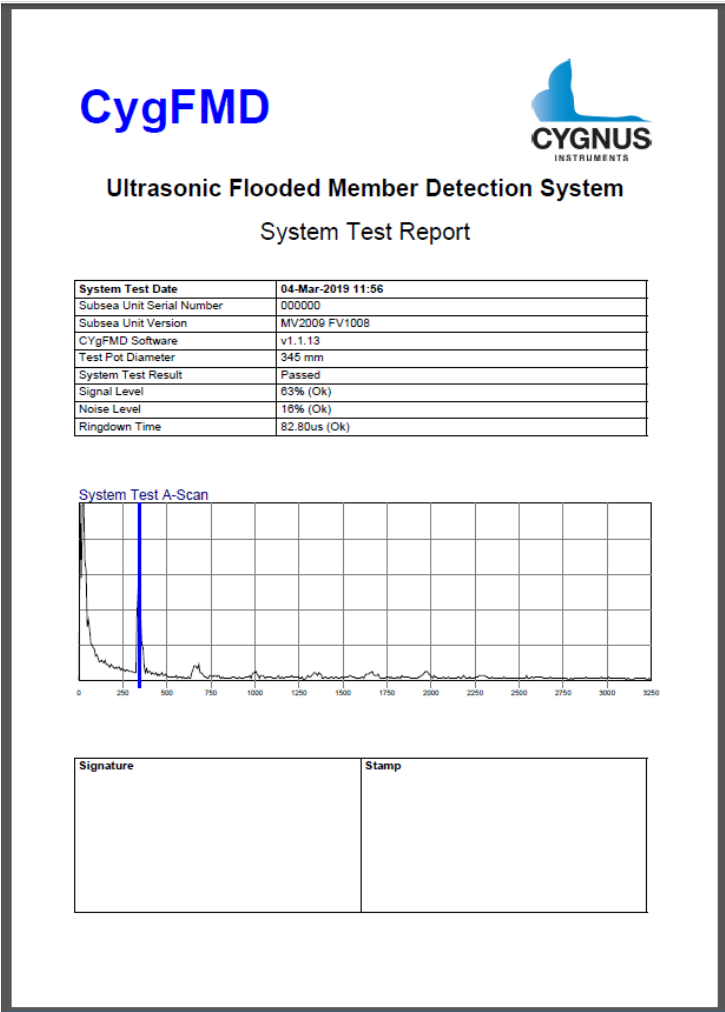 CygFMD
CYGNUS
INSTRUMENTS
Ultrasonic Flooded Member Detection System
System Test Report
System Test Date 04-Mar-2019 11:56
Subsea Unit Serial Number 000000
Subsea Unit Version MV2009 FV1008
CYgFMD Software v1.1.13
Test Pot Diameter 345 mm
System Test Result Passed
Signal Level 63% (Ok)
Noise Level 16% (Ok)
Ringdown Time 82.80us (Ok)
System Test A-Scan
0 250 500 750 1000 1250 1500 1750 2000 2250 2500 2750 3000 3250
Signature Stamp